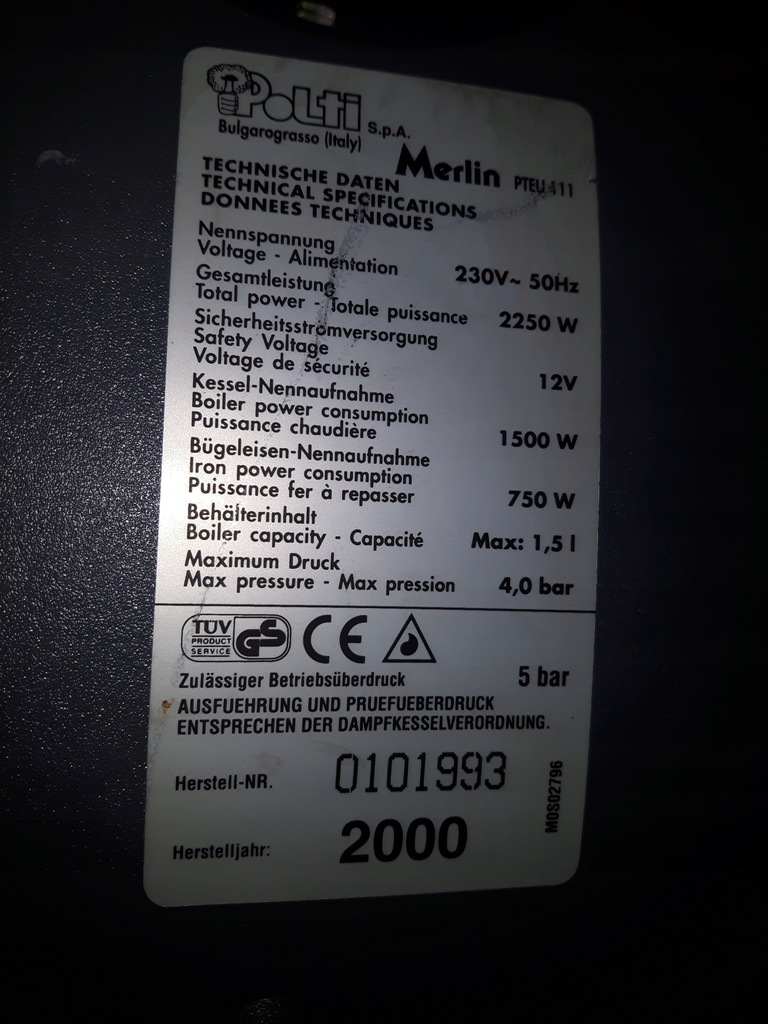 Polti S.p.A.
Bulgarograsso (Italy)
Merlin PTEU 411
TECHNISCHE DATEN
TECHNICAL SPECIFICATIONS
DONNEES TECHNIQUES
Nennspannung
Voltage - Alimentation 230V~ 50Hz
Gesamtleistung
Total power - Totale puissance 2250 W
Sicherheitsstromversorgung
Safety Voltage
Voltage de sécurité 12V
Kessel-Nennaufnahme
Boiler power consumption
Puissance chaudière 1500 W
Bügeleisen-Nennaufnahme
Iron power consumption
Puissance fer à repasser 750 W
Behälterinhalt
Boiler capacity - Capacité Max: 1,5 l
Maximum Druck
Max pressure - Max pression 4,0 bar
TÜV
PRODUCT
SERVICE
GS CE
Zulässiger Betriebsüberdruck 5 bar
AUSFUEHRUNG UND PRUEFUEBERDRUCK
ENTSPRECHEN DER DAMPFKESSELVERORDNUNG.
Herstell-NR. 0101993
Herstelljahr: 2000
M0S02796